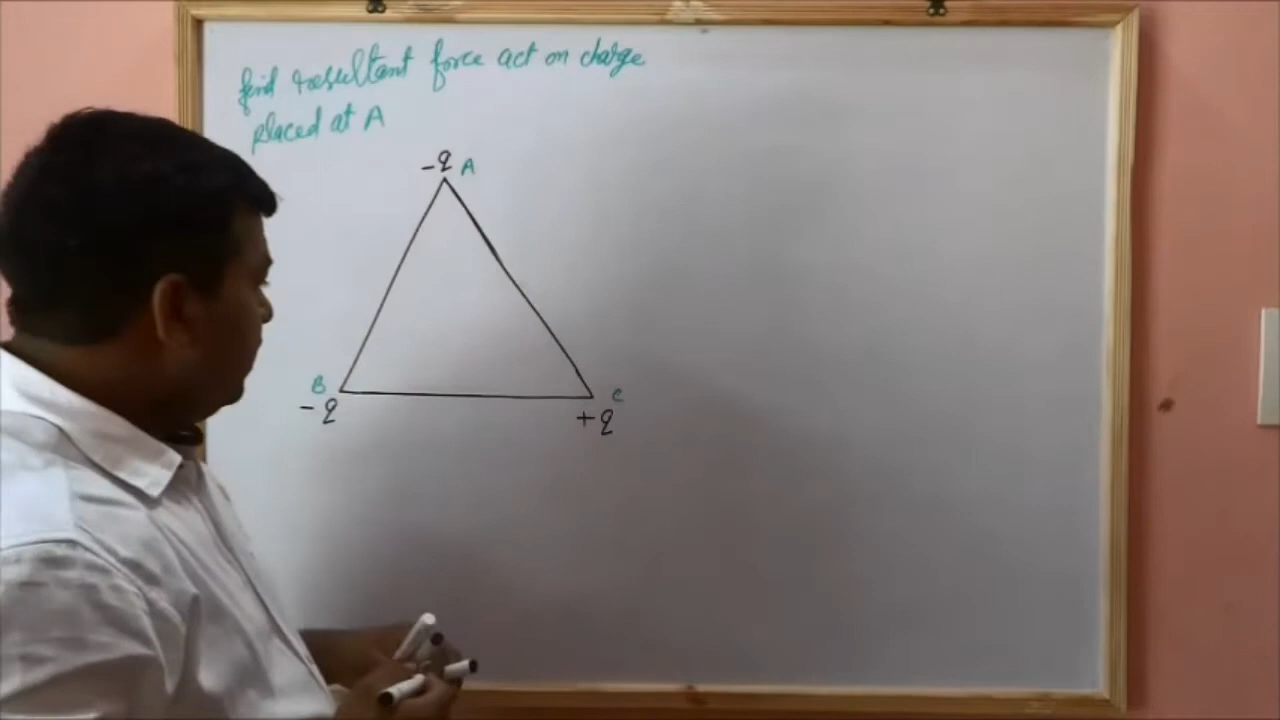 find resultant force act on charge
placed at A
-q A
B C
-q +q